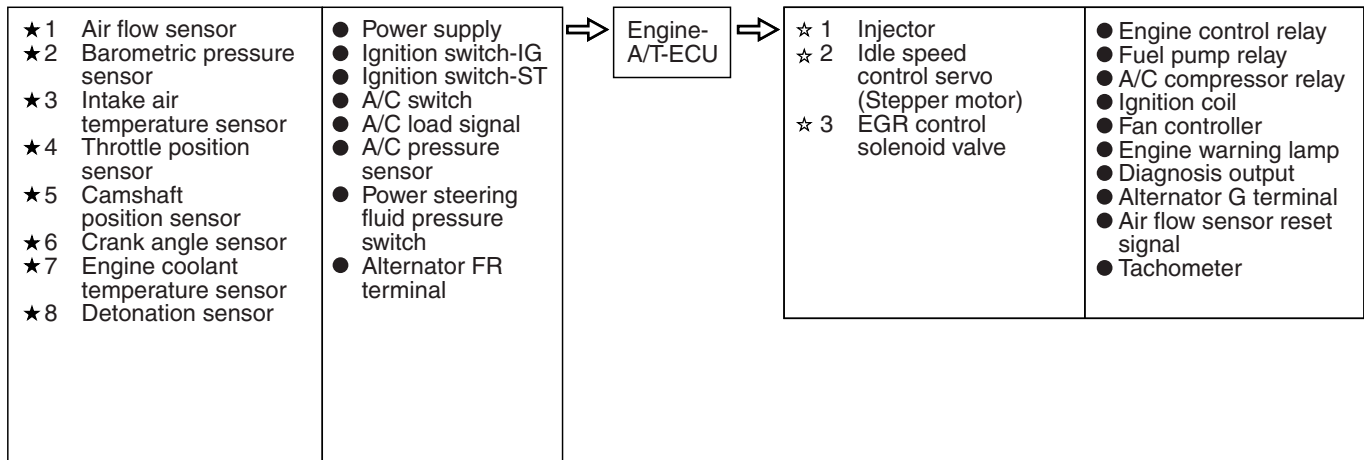 ★1 Air flow sensor
★2 Barometric pressure
sensor
★3 Intake air
temperature sensor
★4 Throttle position
sensor
★5 Camshaft
position sensor
★6 Crank angle sensor
★7 Engine coolant
temperature sensor
★8 Detonation sensor
● Power supply
● Ignition switch-IG
● Ignition switch-ST
● A/C switch
● A/C load signal
● A/C pressure
sensor
● Power steering
fluid pressure
switch
● Alternator FR
terminal
Engine-
A/T-ECU
☆ 1 Injector
☆ 2 Idle speed
control servo
(Stepper motor)
☆ 3 EGR control
solenoid valve
● Engine control relay
● Fuel pump relay
● A/C compressor relay
● Ignition coil
● Fan controller
● Engine warning lamp
● Diagnosis output
● Alternator G terminal
● Air flow sensor reset
signal
● Tachometer